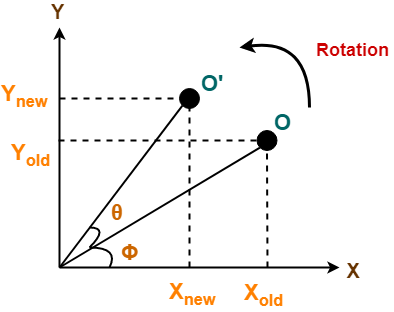 Y
O'
Rotation
Ynew
O
Yold
θ
Φ
X
Xnew
Xold